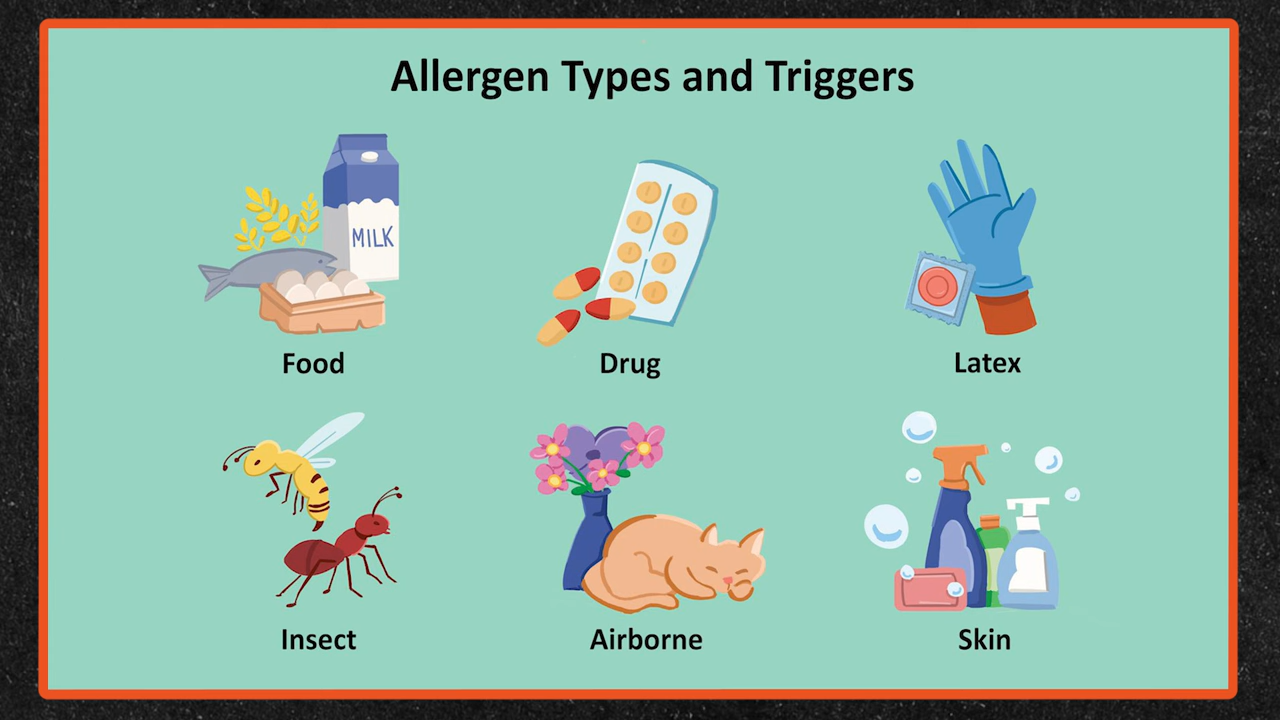 Allergen Types and Triggers
MILK
Food
Drug
Latex
Insect
Airborne
Skin